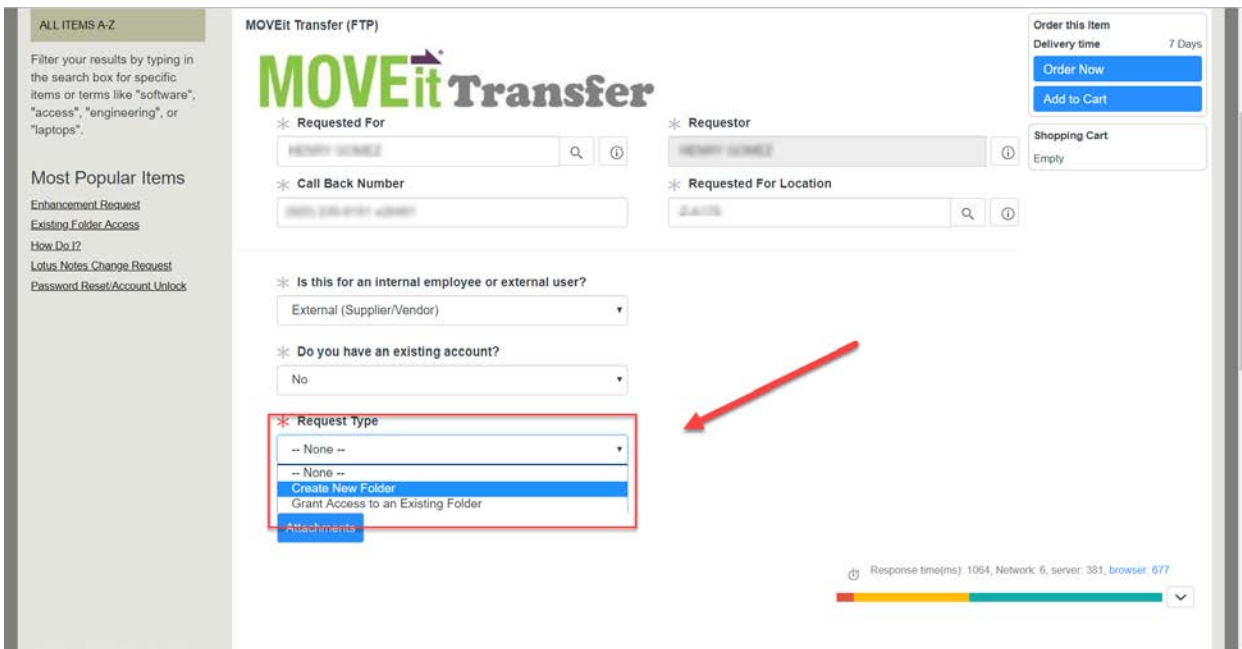 ALL ITEMS A-Z
Filter your results by typing in
the search box for specific
items or terms like "software",
"access", "engineering", or
"laptops".
Most Popular Items
Enhancement Request
Existing Folder Access
How Do I?
Lotus Notes Change Request
Password Reset/Account Unlock
MOVEit Transfer (FTP)
MOVEit Transfer
Requested For
Requestor
Call Back Number
Requested For Location
Is this for an internal employee or external user?
External (Supplier/Vendor)
Do you have an existing account?
No
Request Type
-- None --
-- None --
Create New Folder
Grant Access to an Existing Folder
Attachments
Order this Item
Delivery time 7 Days
Order Now
Add to Cart
Shopping Cart
Empty
Response time(ms): 1064, Network: 6, server: 381, browser: 677